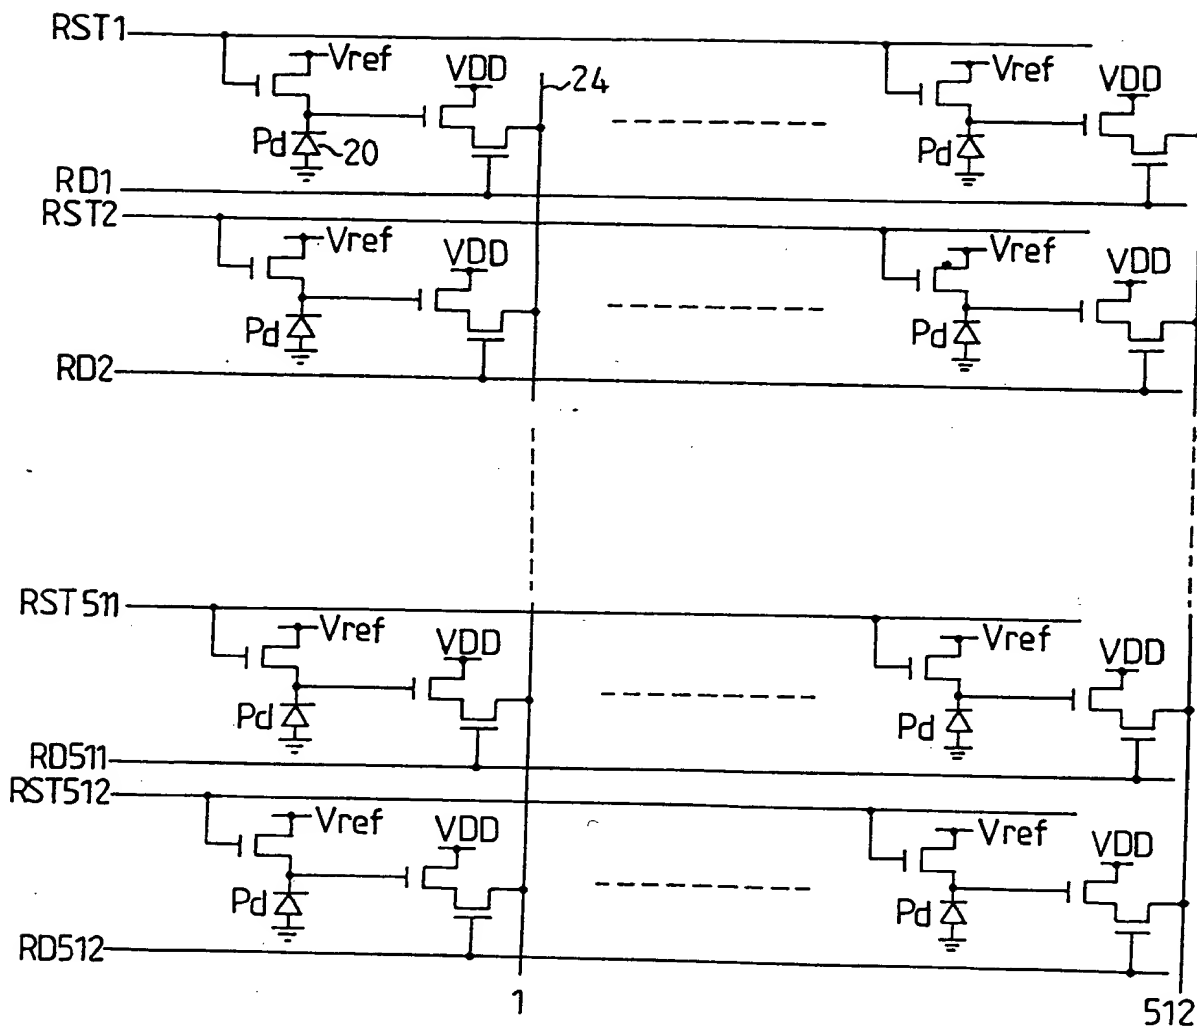 RST1
Vref
VDD
24
Vref
VDD
Pd
20
Pd
RD1
RST2
Vref
VDD
Vref
VDD
Pd
Pd
RD2
RST511
Vref
VDD
Vref
VDD
Pd
Pd
RD511
RST512
Vref
VDD
Vref
VDD
Pd
Pd
RD512
1
512